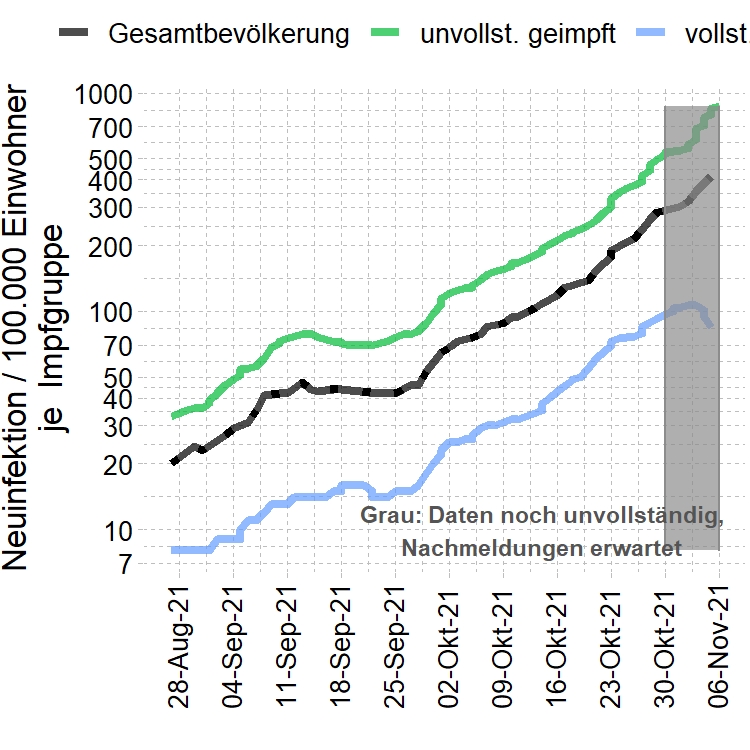 Gesamtbevölkerung unvollst. geimpft vollst.
Neuinfektion / 100.000 Einwohner
je Impfgruppe
1000
700
500
400
300
200
100
70
50
40
30
20
10
7
Grau: Daten noch unvollständig,
Nachmeldungen erwartet
28-Aug-21
04-Sep-21
11-Sep-21
18-Sep-21
25-Sep-21
02-Okt-21
09-Okt-21
16-Okt-21
23-Okt-21
30-Okt-21
06-Nov-21